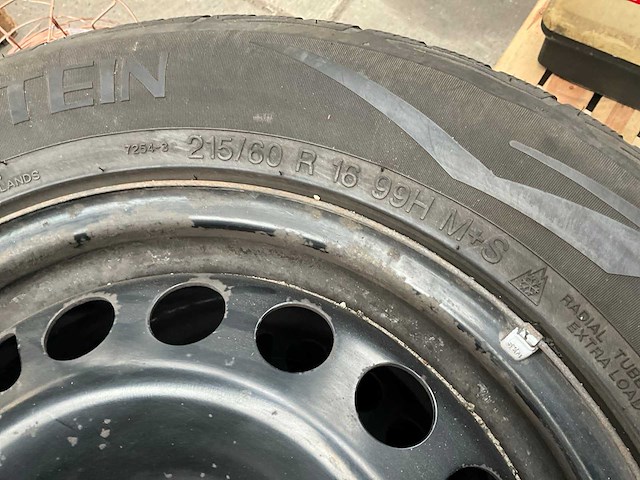 TEIN
LANDS
7254-3 215/60 R 16 99H M+S
RADIAL TUBE
EXTRA LOAD